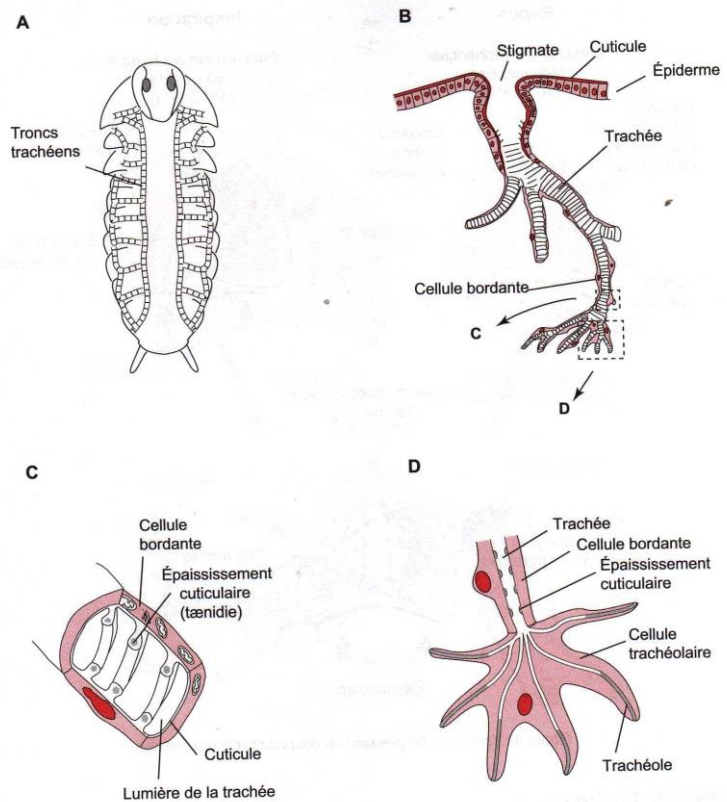 A
Troncs
trachéens
B
Stigmate
Cuticule
Épiderme
Trachée
Cellule bordante
C
D
C
Cellule
bordante
Épaississement
cuticulaire
(tænidie)
Cuticule
Lumière de la trachée
D
Trachée
Cellule bordante
Épaississement
cuticulaire
Cellule
trachéolaire
Trachéole